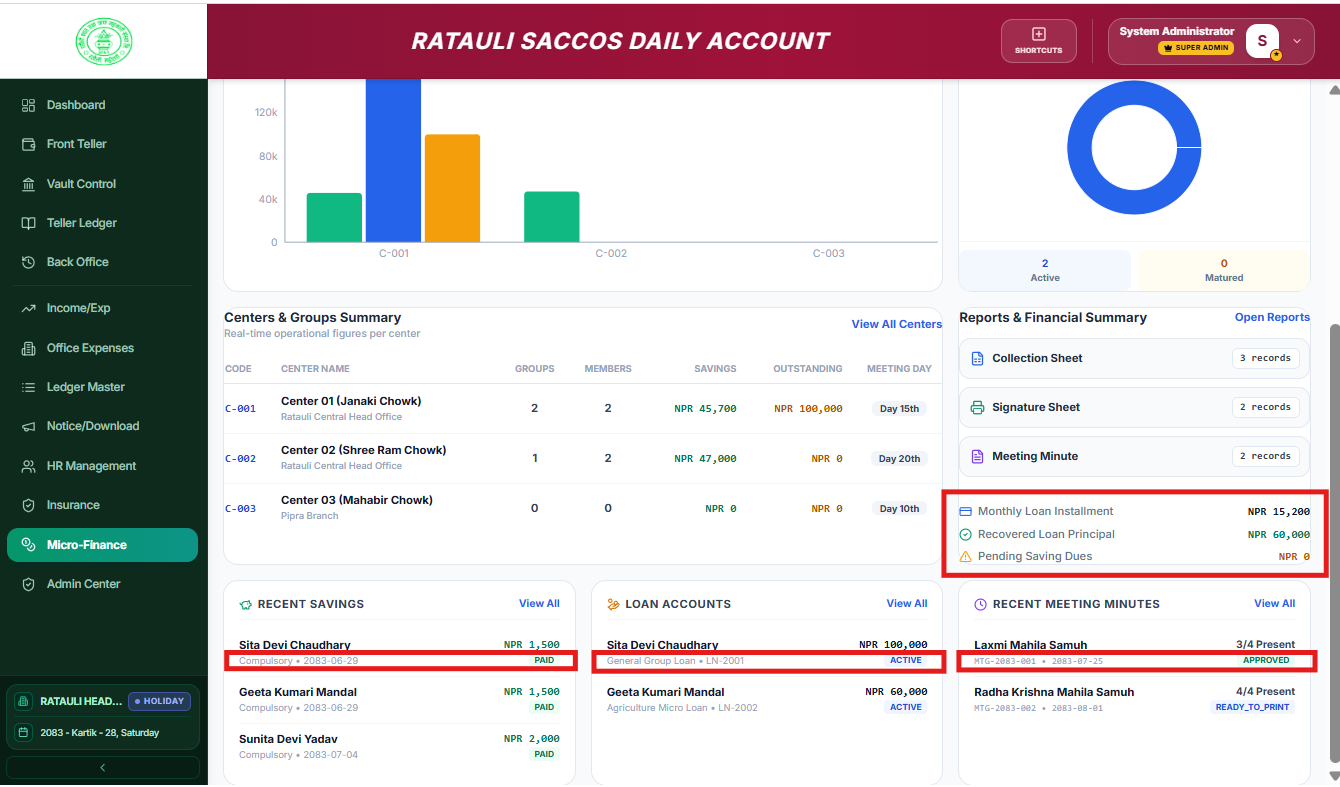 RATAULI SACCOS DAILY ACCOUNT
SHORTCUTS
System Administrator
SUPER ADMIN
S
Dashboard
Front Teller
Vault Control
Teller Ledger
Back Office
Income/Exp
Office Expenses
Ledger Master
Notice/Download
HR Management
Insurance
Micro-Finance
Admin Center
RATAULI HEAD...
HOLIDAY
2083 - Kartik - 28, Saturday
120k
80k
40k
0
C-001 C-002 C-003
2
Active
0
Matured
Centers & Groups Summary
Real-time operational figures per center
View All Centers
CODE CENTER NAME GROUPS MEMBERS SAVINGS OUTSTANDING MEETING DAY
C-001 Center 01 (Janaki Chowk) 2 2 NPR 45,700 NPR 100,000 Day 15th
Ratauli Central Head Office
C-002 Center 02 (Shree Ram Chowk) 1 2 NPR 47,000 NPR 0 Day 20th
Ratauli Central Head Office
C-003 Center 03 (Mahabir Chowk) 0 0 NPR 0 NPR 0 Day 10th
Pipra Branch
Reports & Financial Summary Open Reports
Collection Sheet 3 records
Signature Sheet 2 records
Meeting Minute 2 records
Monthly Loan Installment NPR 15,200
Recovered Loan Principal NPR 60,000
Pending Saving Dues NPR 0
RECENT SAVINGS View All
Sita Devi Chaudhary NPR 1,500
Compulsory • 2083-06-29 PAID
Geeta Kumari Mandal NPR 1,500
Compulsory • 2083-06-29 PAID
Sunita Devi Yadav NPR 2,000
Compulsory • 2083-07-04 PAID
LOAN ACCOUNTS View All
Sita Devi Chaudhary NPR 100,000
General Group Loan • LN-2001 ACTIVE
Geeta Kumari Mandal NPR 60,000
Agriculture Micro Loan • LN-2002 ACTIVE
RECENT MEETING MINUTES View All
Laxmi Mahila Samuh 3/4 Present
MTG-2083-001 • 2083-07-25 APPROVED
Radha Krishna Mahila Samuh 4/4 Present
MTG-2083-002 • 2083-08-01 READY_TO_PRINT